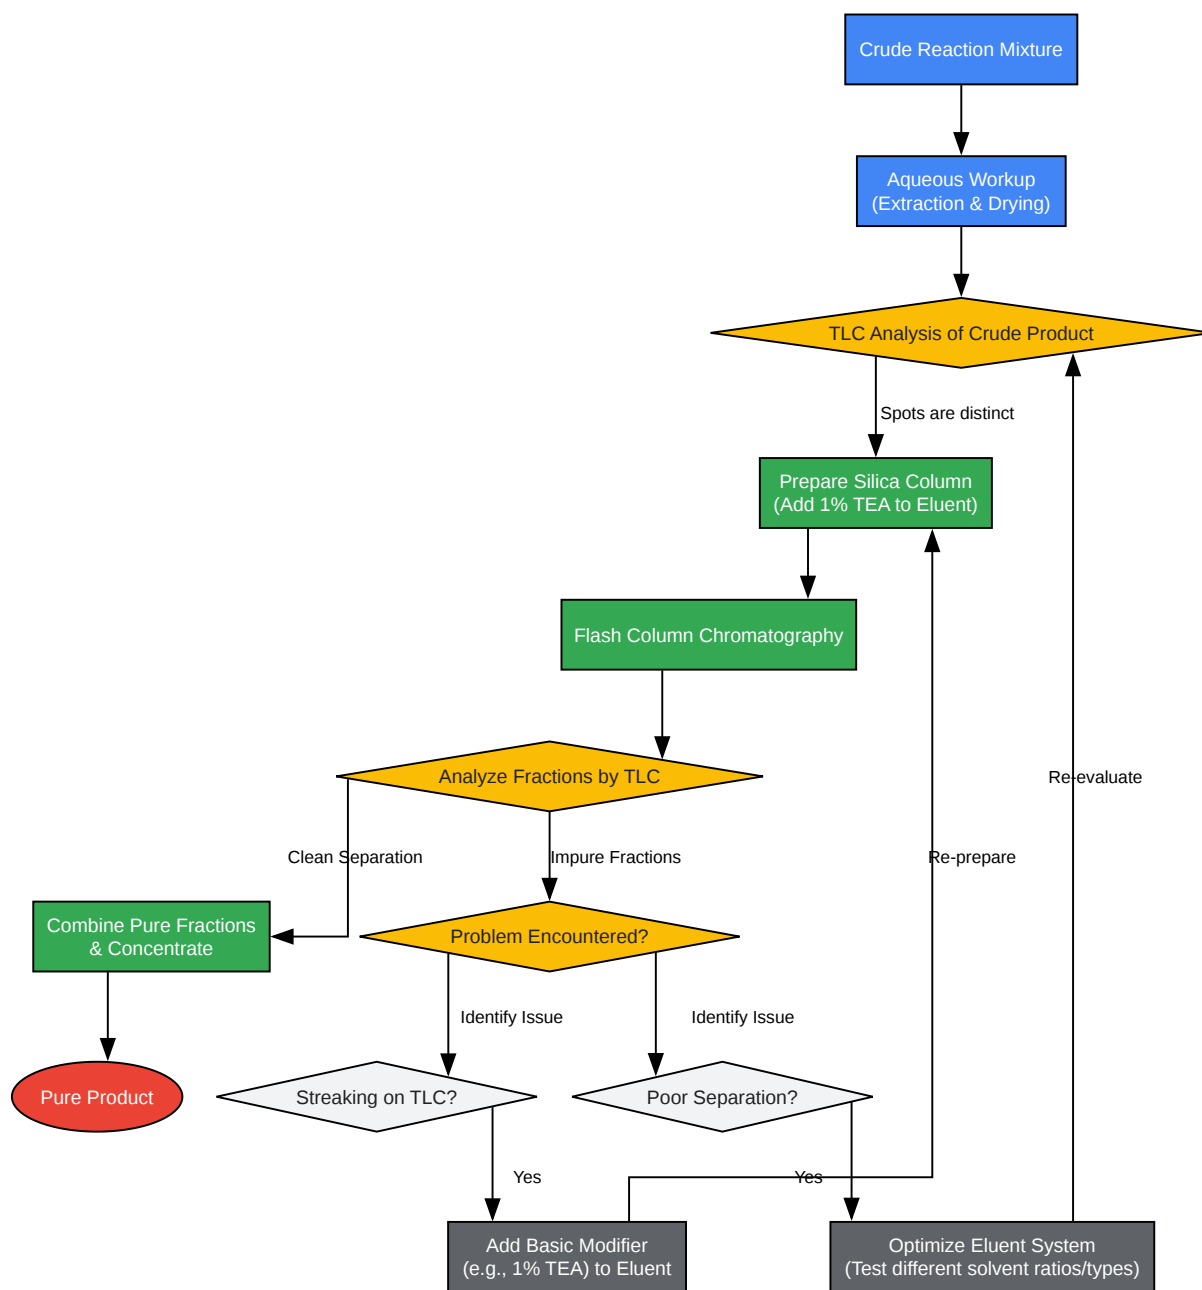 Crude Reaction Mixture
Aqueous Workup
(Extraction & Drying)
TLC Analysis of Crude Product
Spots are distinct
Prepare Silica Column
(Add 1% TEA to Eluent)
Flash Column Chromatography
Analyze Fractions by TLC
Re-evaluate
Clean Separation
Impure Fractions
Re-prepare
Combine Pure Fractions
& Concentrate
Problem Encountered?
Identify Issue
Identify Issue
Pure Product
Streaking on TLC?
Poor Separation?
Yes
Yes
Add Basic Modifier
(e.g., 1% TEA) to Eluent
Optimize Eluent System
(Test different solvent ratios/types)